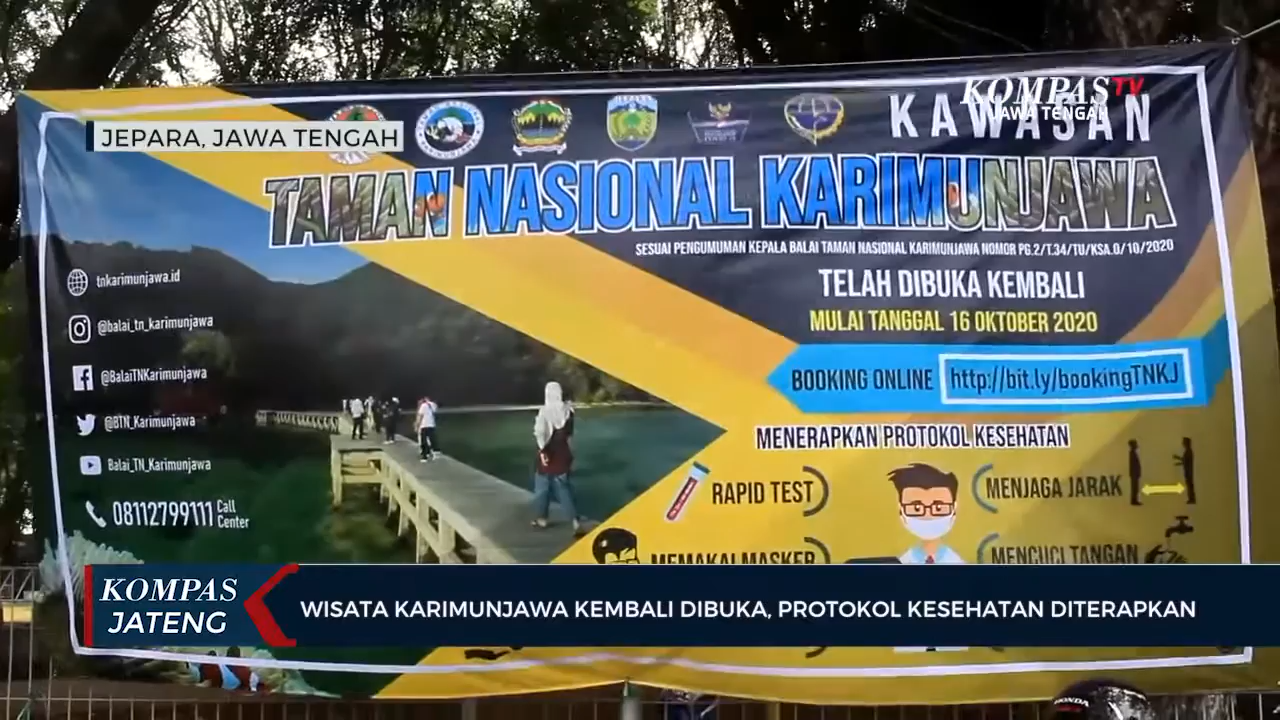 KOMPAS TV
JAWA TENGAH
JEPARA, JAWA TENGAH
KAWASAN
TAMAN NASIONAL KARIMUNJAWA
SESUAI PENGUMUMAN KEPALA BALAI TAMAN NASIONAL KARIMUNJAWA NOMOR PG.2/T.34/TU/KSA.0/10/2020
TELAH DIBUKA KEMBALI
MULAI TANGGAL 16 OKTOBER 2020
BOOKING ONLINE http://bit.ly/bookingTNKJ
MENERAPKAN PROTOKOL KESEHATAN
RAPID TEST
MENJAGA JARAK
MEMAKAI MASKER
MENCUCI TANGAN
tnkarimunjawa.id
@balai_tn_karimunjawa
@BalaiTNKarimunjawa
@BTN_Karimunjawa
Balai_TN_Karimunjawa
08112799111 Call Center
KOMPAS
JATENG
WISATA KARIMUNJAWA KEMBALI DIBUKA, PROTOKOL KESEHATAN DITERAPKAN